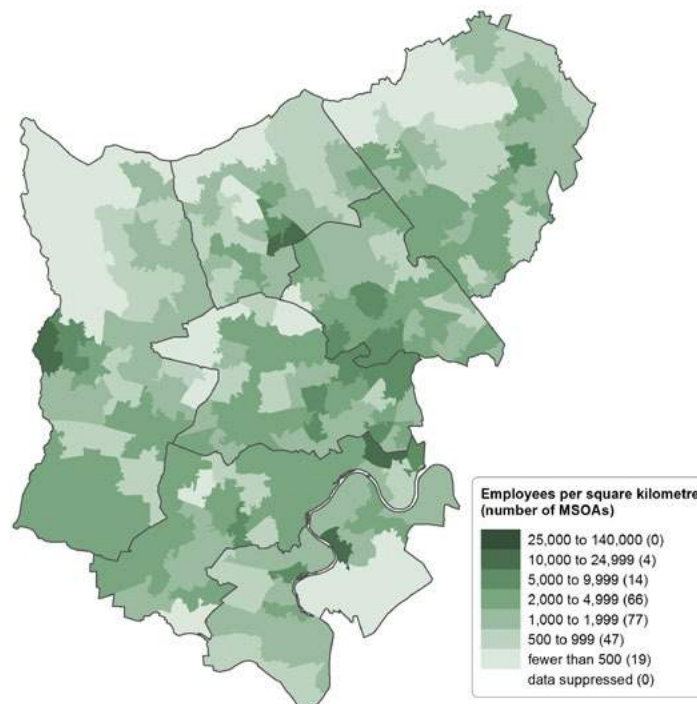 Employees per square kilometre
(number of MSOAs)
25,000 to 140,000 (0)
10,000 to 24,999 (4)
5,000 to 9,999 (14)
2,000 to 4,999 (66)
1,000 to 1,999 (77)
500 to 999 (47)
fewer than 500 (19)
data suppressed (0)